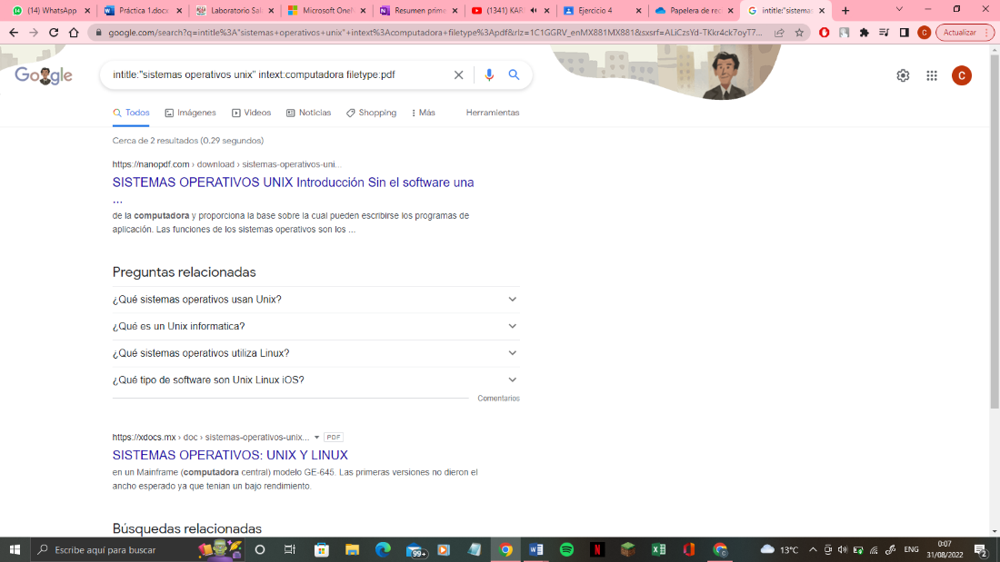 (14) WhatsApp
Práctica 1.docx
Laboratorio Sala
Microsoft OneN
Resumen prime
(1341) KAR
Ejercicio 4
Papelera de rec
intitle:"sistemas
google.com/search?q=intitle%3A"sistemas+operativos+unix"+intext%3Acomputadora+filetype%3Apdf&rlz=1C1GGRV_enMX881MX881&sxsrf=ALiCzsYd-TKkr4ck7oyT7...
Actualizar
intitle:"sistemas operativos unix" intext:computadora filetype:pdf
C
Todos
Imágenes
Videos
Noticias
Shopping
Más
Herramientas
Cerca de 2 resultados (0.29 segundos)
https://nanopdf.com › download › sistemas-operativos-uni...
SISTEMAS OPERATIVOS UNIX Introducción Sin el software una
...
de la computadora y proporciona la base sobre la cual pueden escribirse los programas de
aplicación. Las funciones de los sistemas operativos son los ...
Preguntas relacionadas
¿Qué sistemas operativos usan Unix?
¿Qué es un Unix informatica?
¿Qué sistemas operativos utiliza Linux?
¿Qué tipo de software son Unix Linux iOS?
Comentarios
https://xdocs.mx › doc › sistemas-operativos-unix... PDF
SISTEMAS OPERATIVOS: UNIX Y LINUX
en un Mainframe (computadora central) modelo GE-645. Las primeras versiones no dieron el
ancho esperado ya que tenían un bajo rendimiento.
Búsquedas relacionadas
Escribe aquí para buscar
99+
13°C
ENG
0:07
31/08/2022
2